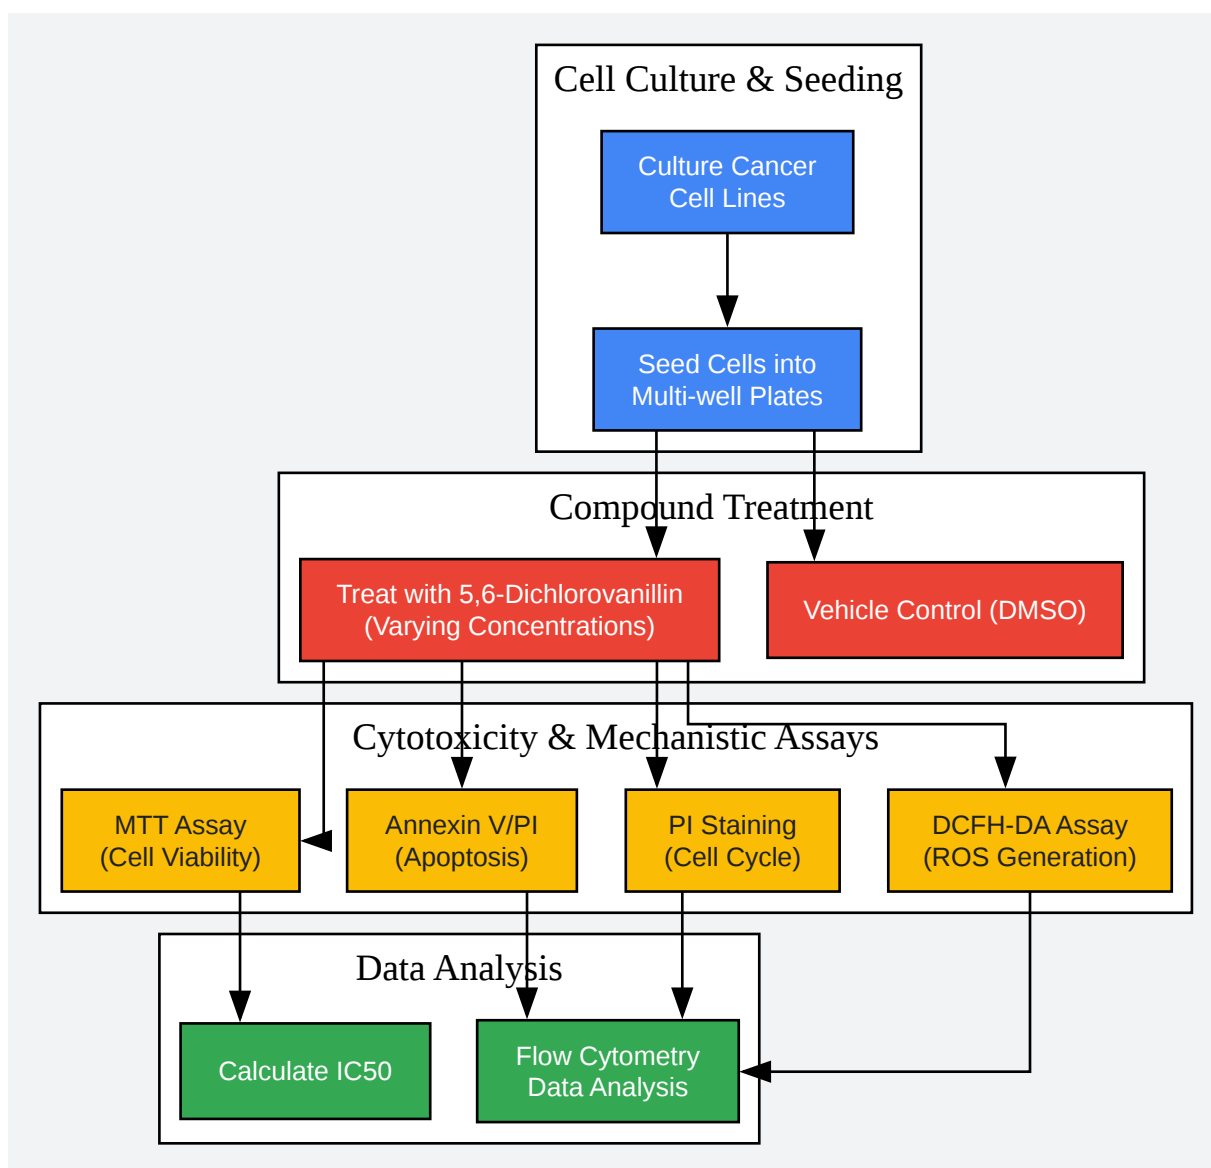 Cell Culture & Seeding
Culture Cancer
Cell Lines
Seed Cells into
Multi-well Plates
Compound Treatment
Treat with 5,6-Dichlorovanillin
(Varying Concentrations)
Vehicle Control (DMSO)
Cytotoxicity & Mechanistic Assays
MTT Assay
(Cell Viability)
Annexin V/PI
(Apoptosis)
PI Staining
(Cell Cycle)
DCFH-DA Assay
(ROS Generation)
Data Analysis
Calculate IC50
Flow Cytometry
Data Analysis